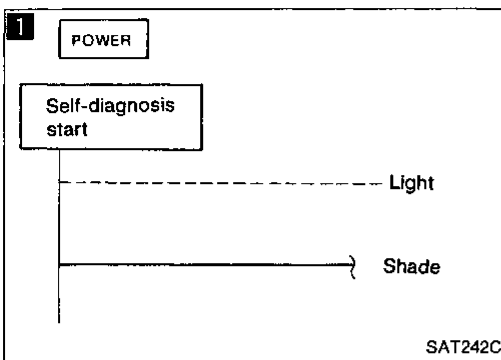 1
POWER
Self-diagnosis
start
Light
Shade
SAT242C